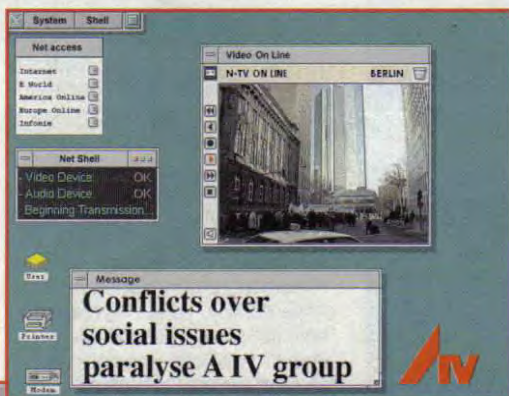 System Shell
Net access
Internet
E World
America Online
Europe Online
Infonie
Net Shell
- Video Device OK
- Audio Device OK
Beginning Transmission...
Video On Line
N-TV ON LINE BERLIN
User
Printer
Modem
Message
Conflicts over
social issues
paralyse A IV group
IV